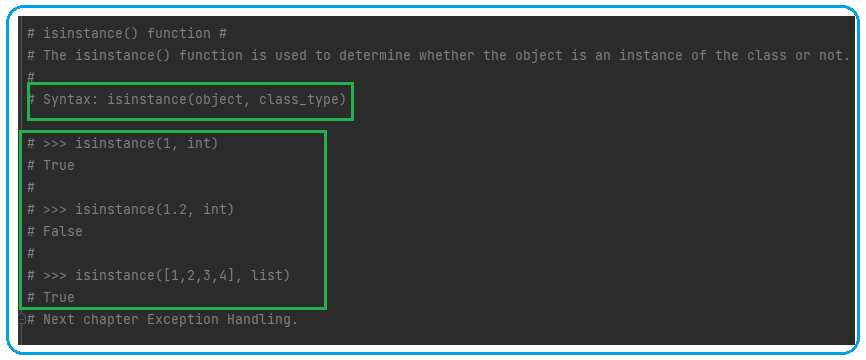 # isinstance() function #
# The isinstance() function is used to determine whether the object is an instance of the class or not.
#
# Syntax: isinstance(object, class_type)
# >>> isinstance(1, int)
# True
#
# >>> isinstance(1.2, int)
# False
#
# >>> isinstance([1,2,3,4], list)
# True
# Next chapter Exception Handling.